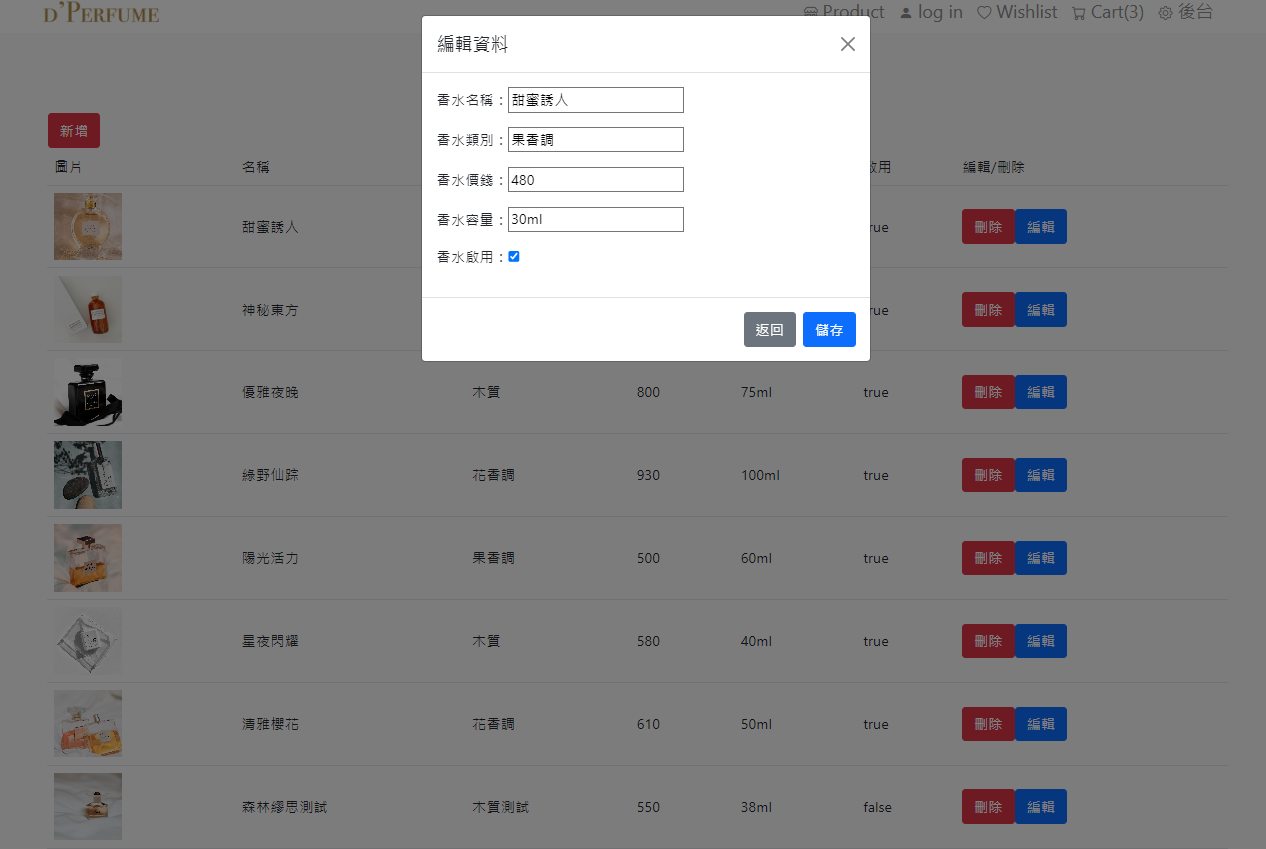 D'PERFUME
Product log in Wishlist Cart(3) 後台
編輯資料
香水名稱：甜蜜誘人
香水類別：果香調
香水價錢：480
香水容量：30ml
香水啟用：
返回 儲存
新增
圖片 名稱 啟用 編輯/刪除
甜蜜誘人 rue 刪除 編輯
神秘東方 rue 刪除 編輯
優雅夜晚 木質 800 75ml true 刪除 編輯
綠野仙踪 花香調 930 100ml true 刪除 編輯
陽光活力 果香調 500 60ml true 刪除 編輯
星夜閃耀 木質 580 40ml true 刪除 編輯
清雅櫻花 花香調 610 50ml true 刪除 編輯
森林繆思測試 木質測試 550 38ml false 刪除 編輯